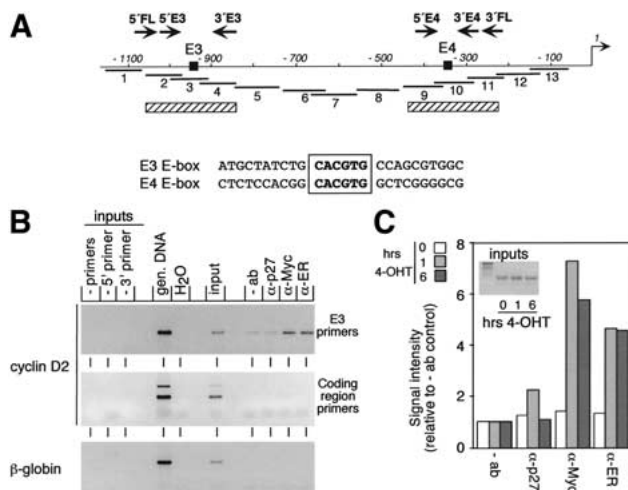 A
5´FL 5´E3 3´E3 5´E4 3´E4 3´FL
E3 E4 1
- 1100 - 900 - 700 - 500 -300 -100
1 2 3 4 5 6 7 8 9 10 11 12 13
E3 E-box ATGCTATCTG CACGTG CCAGCGTGGC
E4 E-box CTCTCCACGG CACGTG GCTCGGGGCG
B
inputs
- primers
- 5' primer
- 3' primer
gen. DNA
H2O
input
- ab
α-p27
α-Myc
α-ER
E3 primers
cyclin D2
Coding region primers
β-globin
C
hrs 4-OHT
0
1
6
inputs
0 1 6
hrs 4-OHT
Signal intensity
(relative to - ab control)
8
6
4
2
0
- ab
α-p27
α-Myc
α-ER